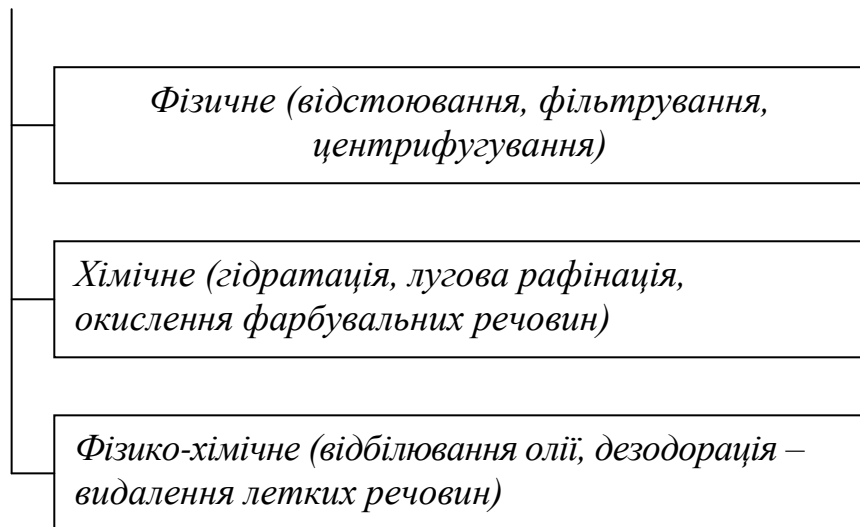 Фізичне (відстоювання, фільтрування,
центрифугування)
Хімічне (гідратація, лугова рафінація,
окислення фарбувальних речовин)
Фізико-хімічне (відбілювання олії, дезодорація –
видалення летких речовин)